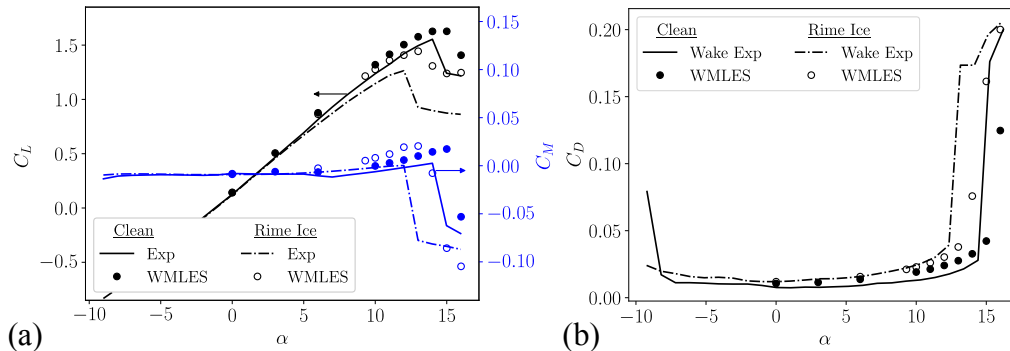 1.5
1.0
0.5
0.0
−0.5
C_L
0.10
0.05
0.00
−0.05
−0.10
C_M
Clean Rime Ice
Exp Exp
WMLES WMLES
−10 −5 0 5 10 15
α
(a)
0.20
0.15
0.10
0.05
0.00
C_D
Clean Rime Ice
Wake Exp Wake Exp
WMLES WMLES
−10 −5 0 5 10 15
α
(b)